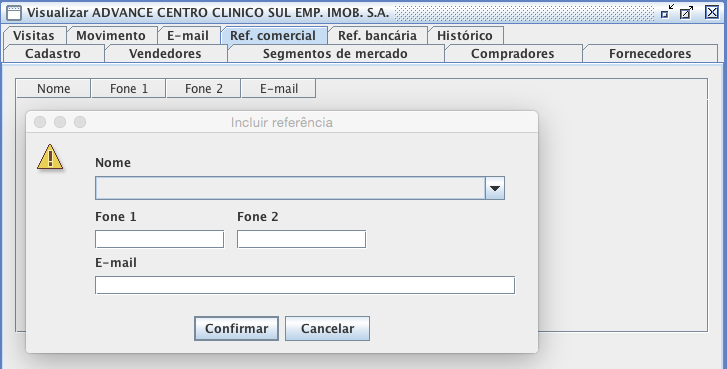 Visualizar ADVANCE CENTRO CLINICO SUL EMP. IMOB. S.A.
Visitas Movimento E-mail Ref. comercial Ref. bancária Histórico
Cadastro Vendedores Segmentos de mercado Compradores Fornecedores
Nome Fone 1 Fone 2 E-mail
Incluir referência
Nome
Fone 1 Fone 2
E-mail
Confirmar Cancelar